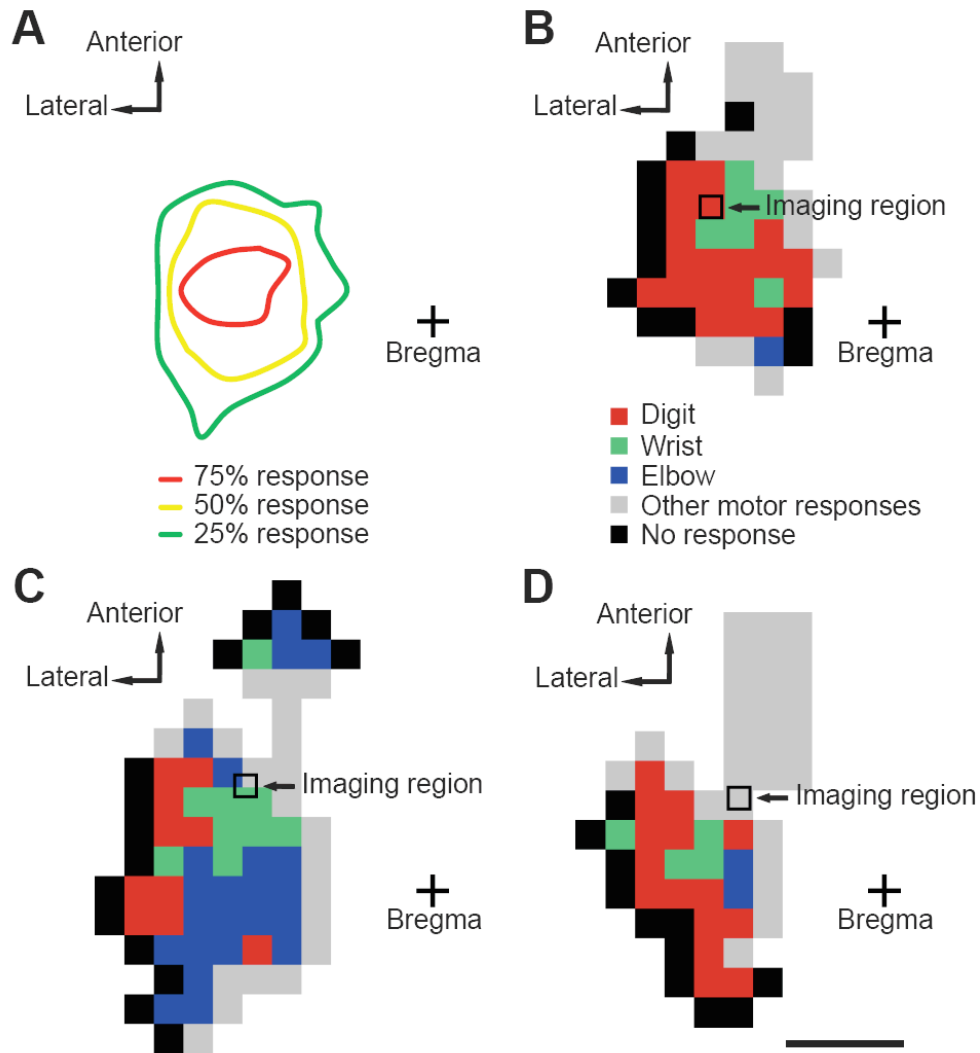 A
Anterior
Lateral
Bregma
75% response
50% response
25% response
B
Anterior
Lateral
Imaging region
Bregma
Digit
Wrist
Elbow
Other motor responses
No response
C
Anterior
Lateral
Imaging region
Bregma
D
Anterior
Lateral
Imaging region
Bregma